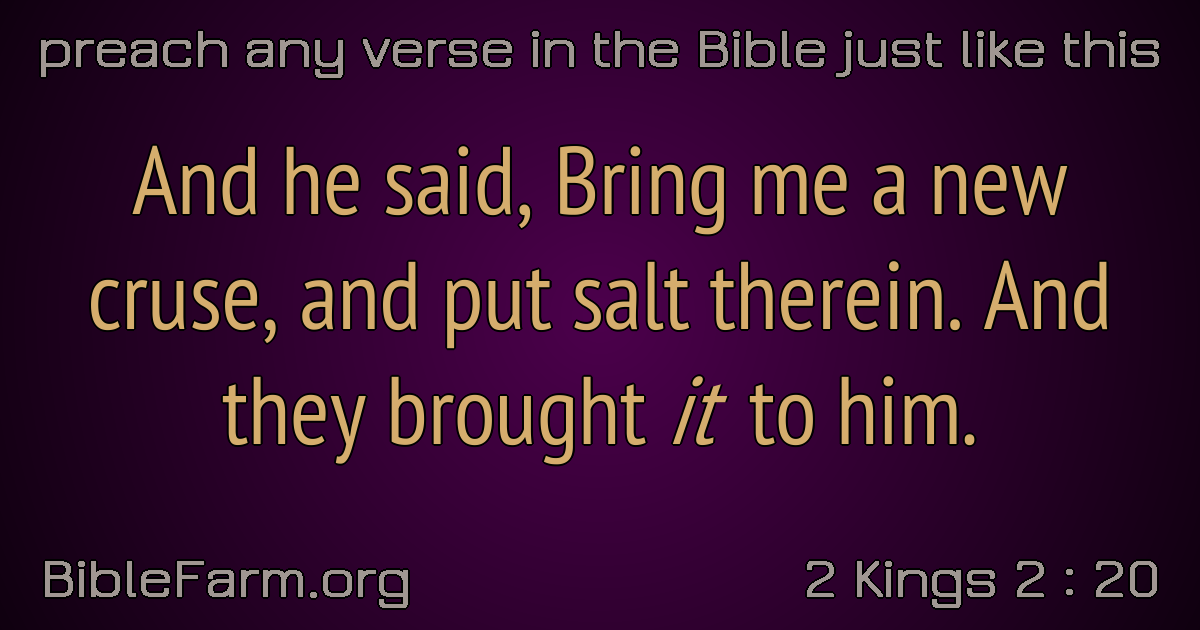 preach any verse in the Bible just like this
And he said, Bring me a new
cruse, and put salt therein. And
they brought it to him.
BibleFarm.org
2 Kings 2 : 20